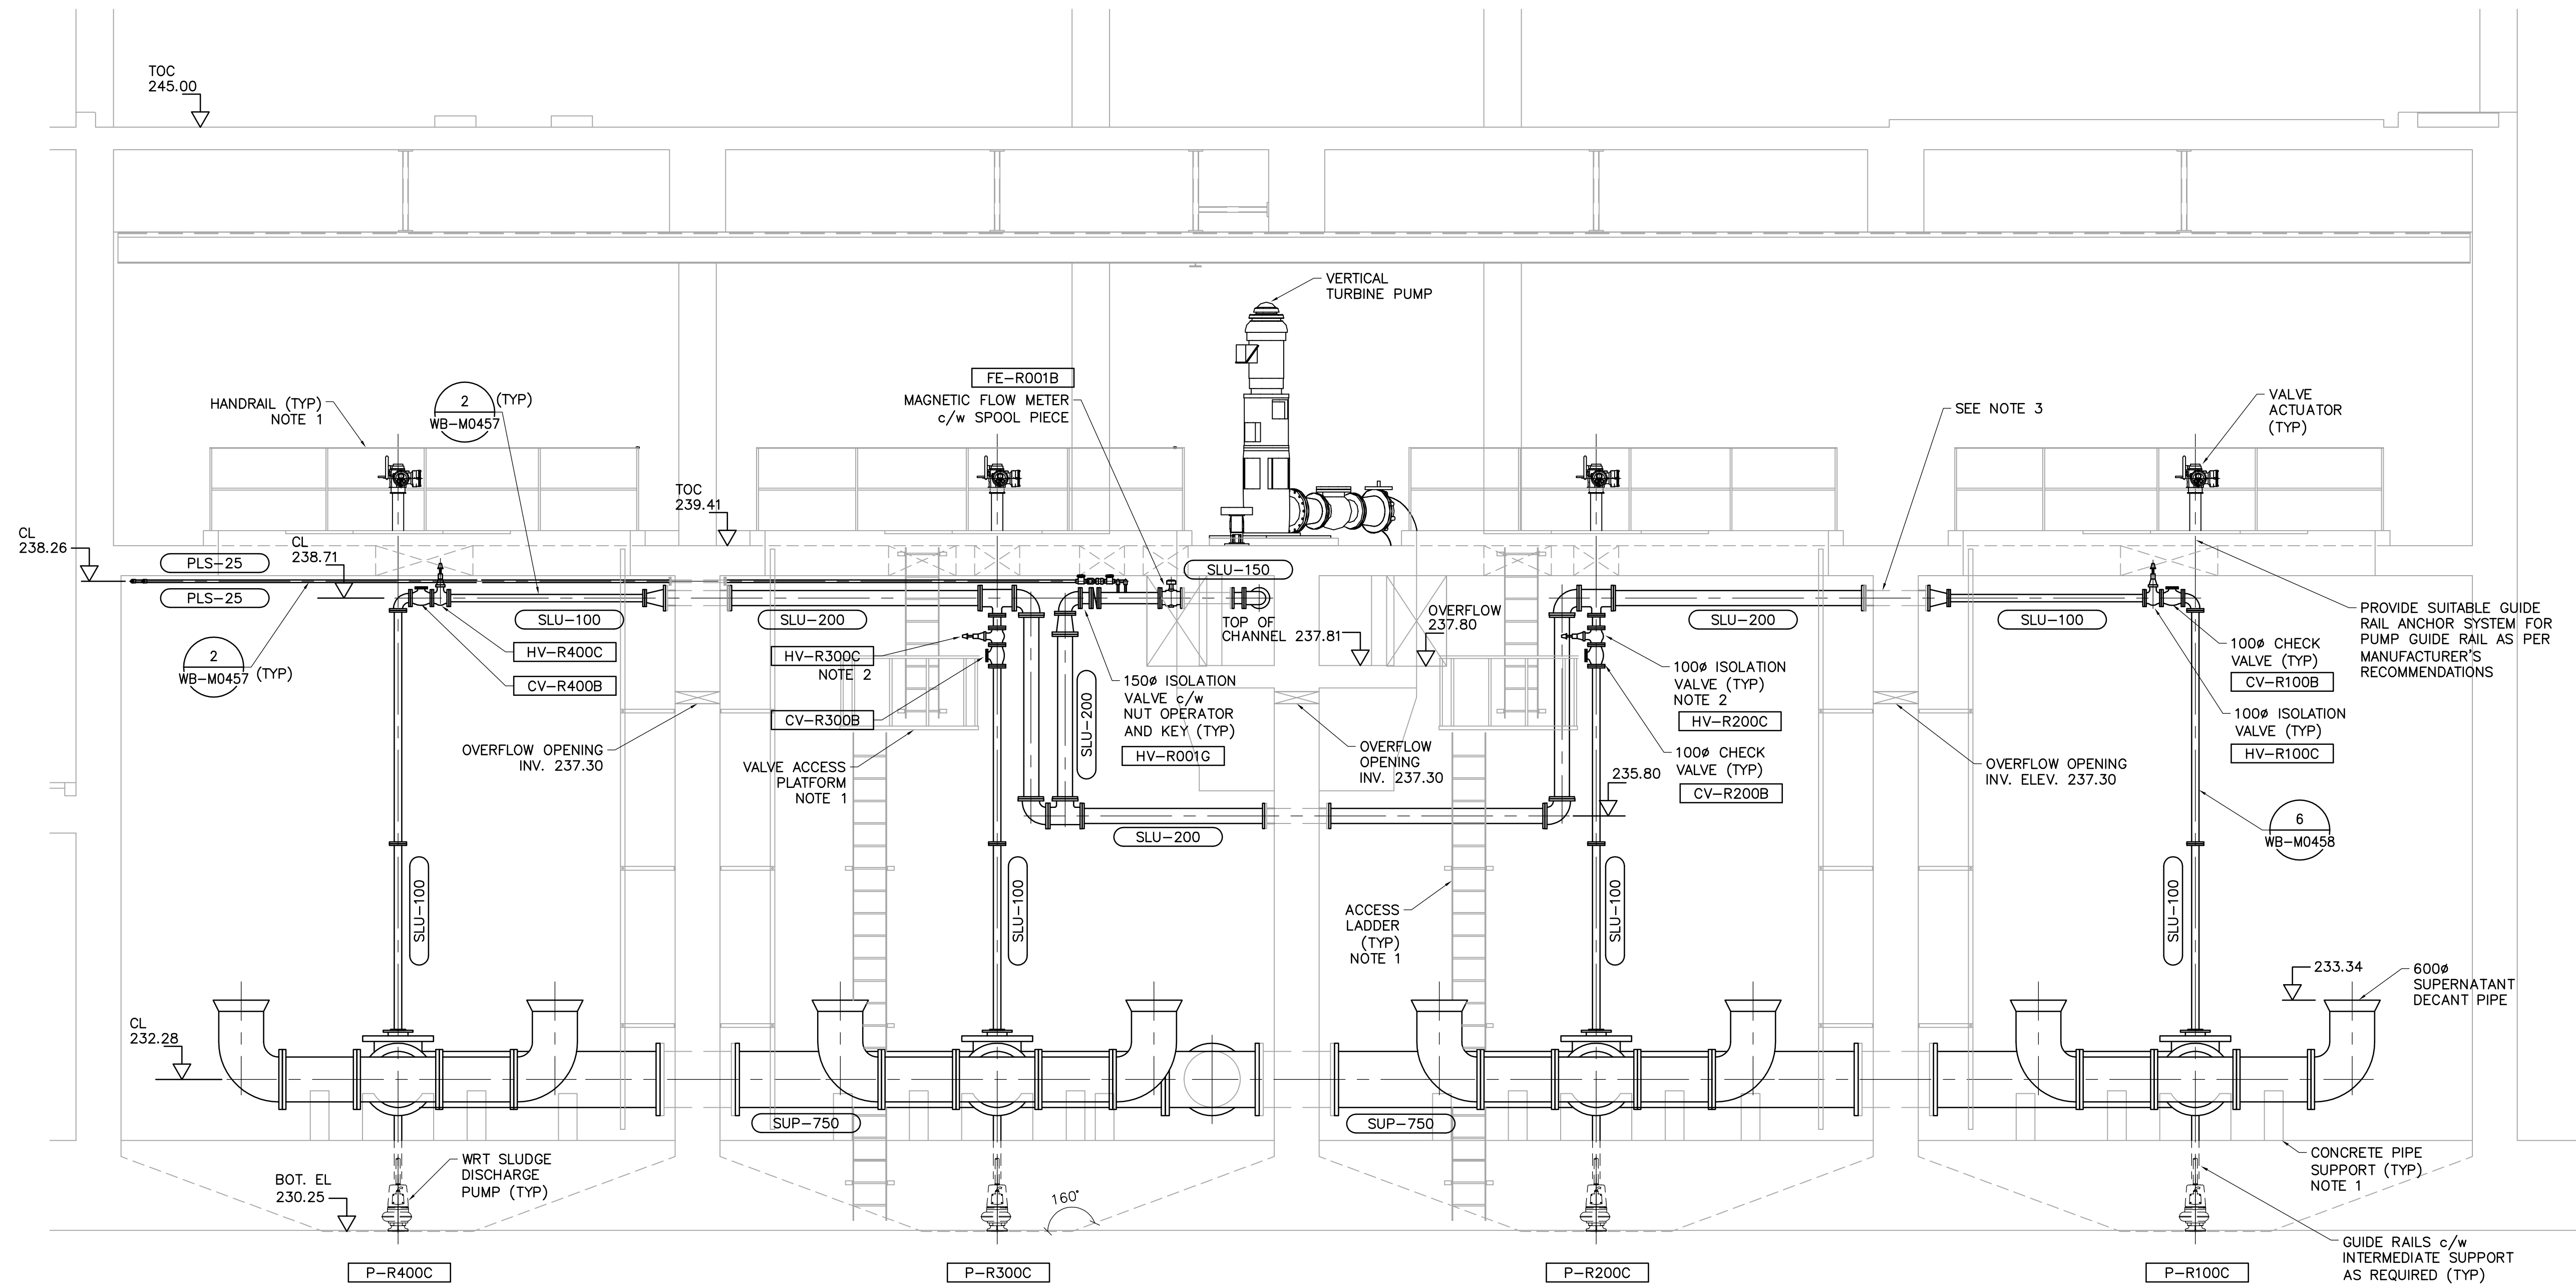 TOC
245.00
VERTICAL
TURBINE PUMP
FE-R001B
MAGNETIC FLOW METER
c/w SPOOL PIECE
HANDRAIL (TYP)
NOTE 1
2
WB-M0457
(TYP)
SEE NOTE 3
VALVE
ACTUATOR
(TYP)
TOC
239.41
CL
238.26
CL
238.71
PLS-25
PLS-25
SLU-100
HV-R400C
CV-R400B
2
WB-M0457 (TYP)
SLU-200
HV-R300C
NOTE 2
CV-R300B
SLU-150
TOP OF
CHANNEL 237.81
OVERFLOW
237.80
SLU-200
150ø ISOLATION
VALVE c/w
NUT OPERATOR
AND KEY (TYP)
HV-R001G
OVERFLOW OPENING
INV. 237.30
VALVE ACCESS
PLATFORM
NOTE 1
OVERFLOW
OPENING
INV. 237.30
SLU-200
SLU-200
100ø ISOLATION
VALVE (TYP)
NOTE 2
HV-R200C
100ø CHECK
VALVE (TYP)
CV-R200B
235.80
SLU-100
100ø CHECK
VALVE (TYP)
CV-R100B
100ø ISOLATION
VALVE (TYP)
HV-R100C
PROVIDE SUITABLE GUIDE
RAIL ANCHOR SYSTEM FOR
PUMP GUIDE RAIL AS PER
MANUFACTURER'S
RECOMMENDATIONS
OVERFLOW OPENING
INV. ELEV. 237.30
6
WB-M0458
SLU-100
SLU-100
SLU-100
SLU-100
ACCESS
LADDER
(TYP)
NOTE 1
233.34
600ø
SUPERNATANT
DECANT PIPE
CL
232.28
SUP-750
SUP-750
WRT SLUDGE
DISCHARGE
PUMP (TYP)
BOT. EL
230.25
160°
CONCRETE PIPE
SUPPORT (TYP)
NOTE 1
GUIDE RAILS c/w
INTERMEDIATE SUPPORT
AS REQUIRED (TYP)
P-R400C
P-R300C
P-R200C
P-R100C